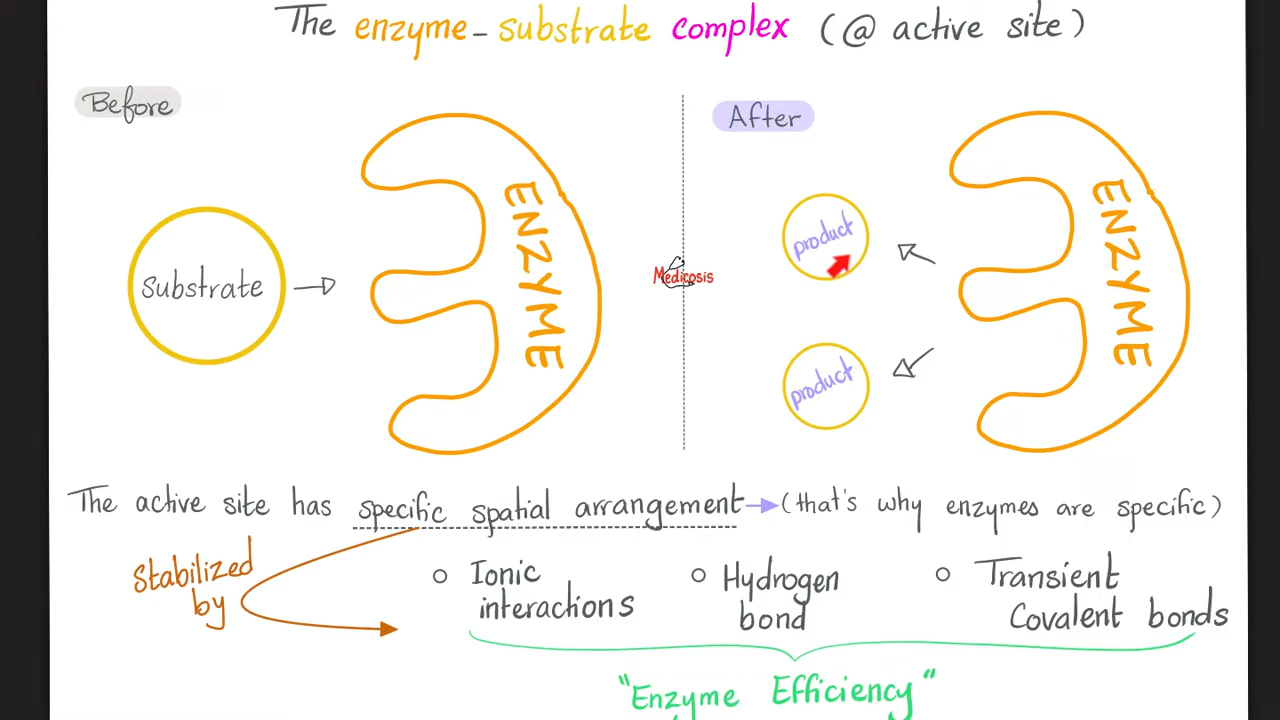 The enzyme-substrate complex (@ active site)
Before
substrate
ENZYME
Medicosis
After
product
product
ENZYME
The active site has specific spatial arrangement (that's why enzymes are specific)
Stabilized
by
Ionic
interactions
Hydrogen
bond
Transient
Covalent bonds
"Enzyme Efficiency"